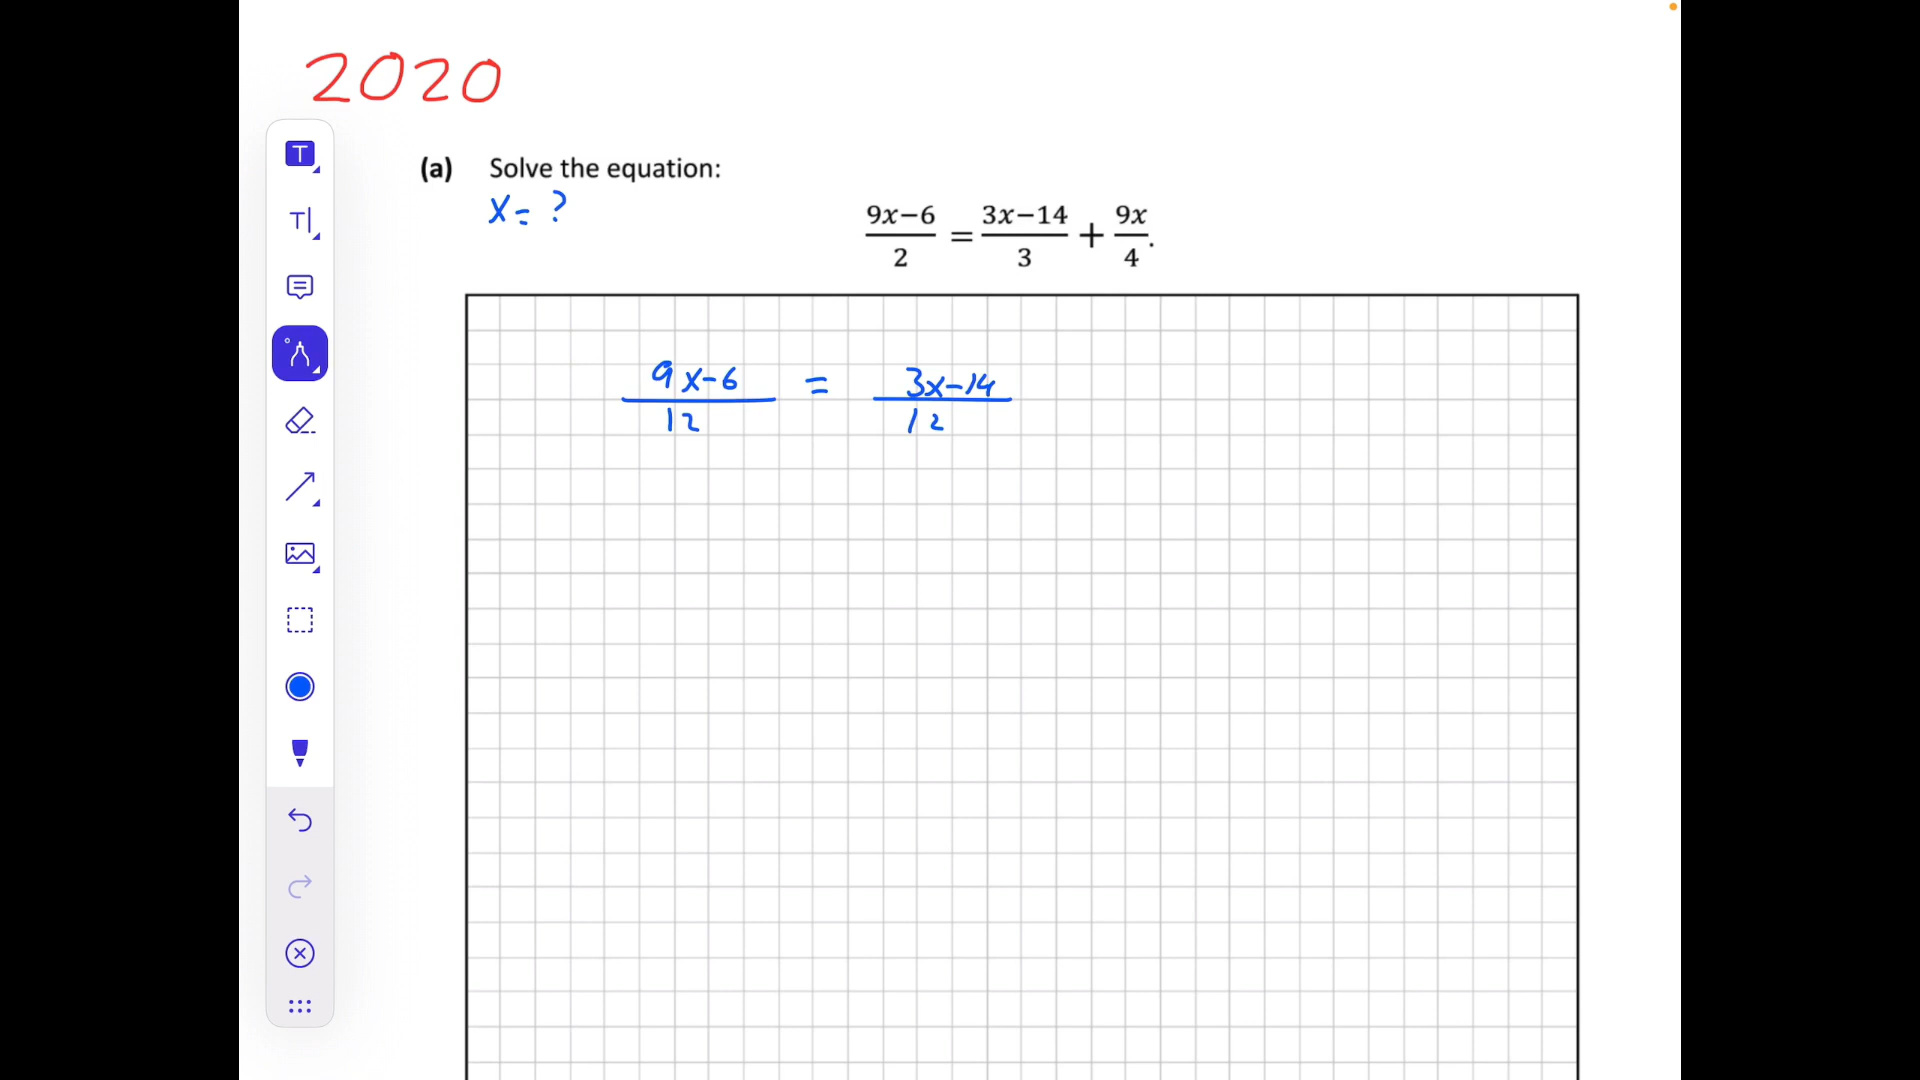 2020
(a) Solve the equation:
x = ?
9x−6/2 = 3x−14/3 + 9x/4.
9x−6/12 = 3x−14/12